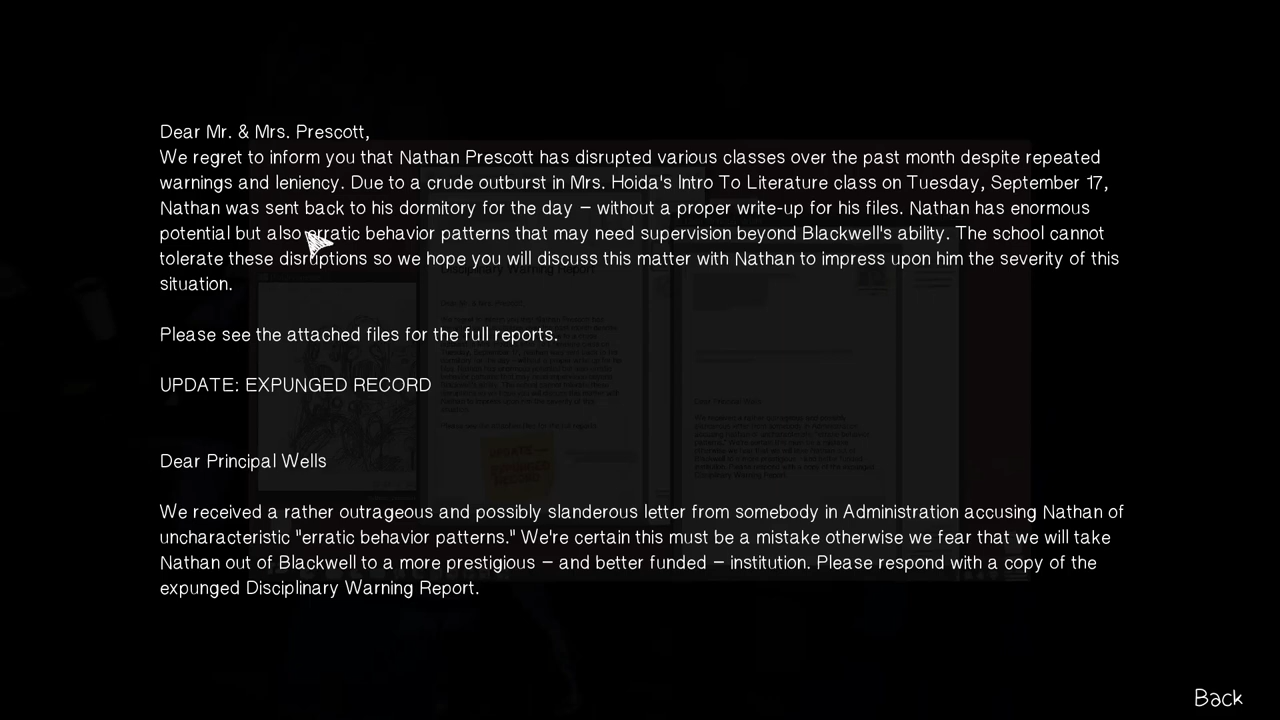 Dear Mr. & Mrs. Prescott,
We regret to inform you that Nathan Prescott has disrupted various classes over the past month despite repeated
warnings and leniency. Due to a crude outburst in Mrs. Hoida's Intro To Literature class on Tuesday, September 17,
Nathan was sent back to his dormitory for the day – without a proper write-up for his files. Nathan has enormous
potential but also erratic behavior patterns that may need supervision beyond Blackwell's ability. The school cannot
tolerate these disruptions so we hope you will discuss this matter with Nathan to impress upon him the severity of this
situation.
Please see the attached files for the full reports.
UPDATE: EXPUNGED RECORD
Dear Principal Wells
We received a rather outrageous and possibly slanderous letter from somebody in Administration accusing Nathan of
uncharacteristic "erratic behavior patterns." We're certain this must be a mistake otherwise we fear that we will take
Nathan out of Blackwell to a more prestigious – and better funded – institution. Please respond with a copy of the
expunged Disciplinary Warning Report.
Back